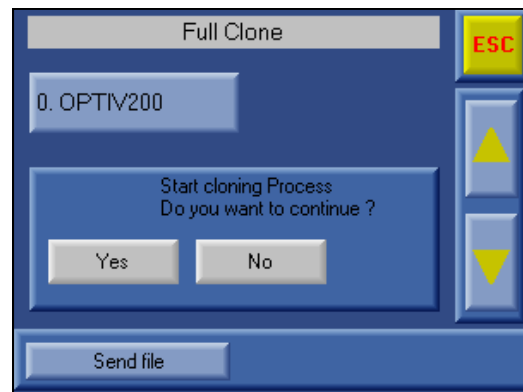 Full Clone
ESC
0. OPTIV200
Start cloning Process
Do you want to continue ?
Yes
No
Send file